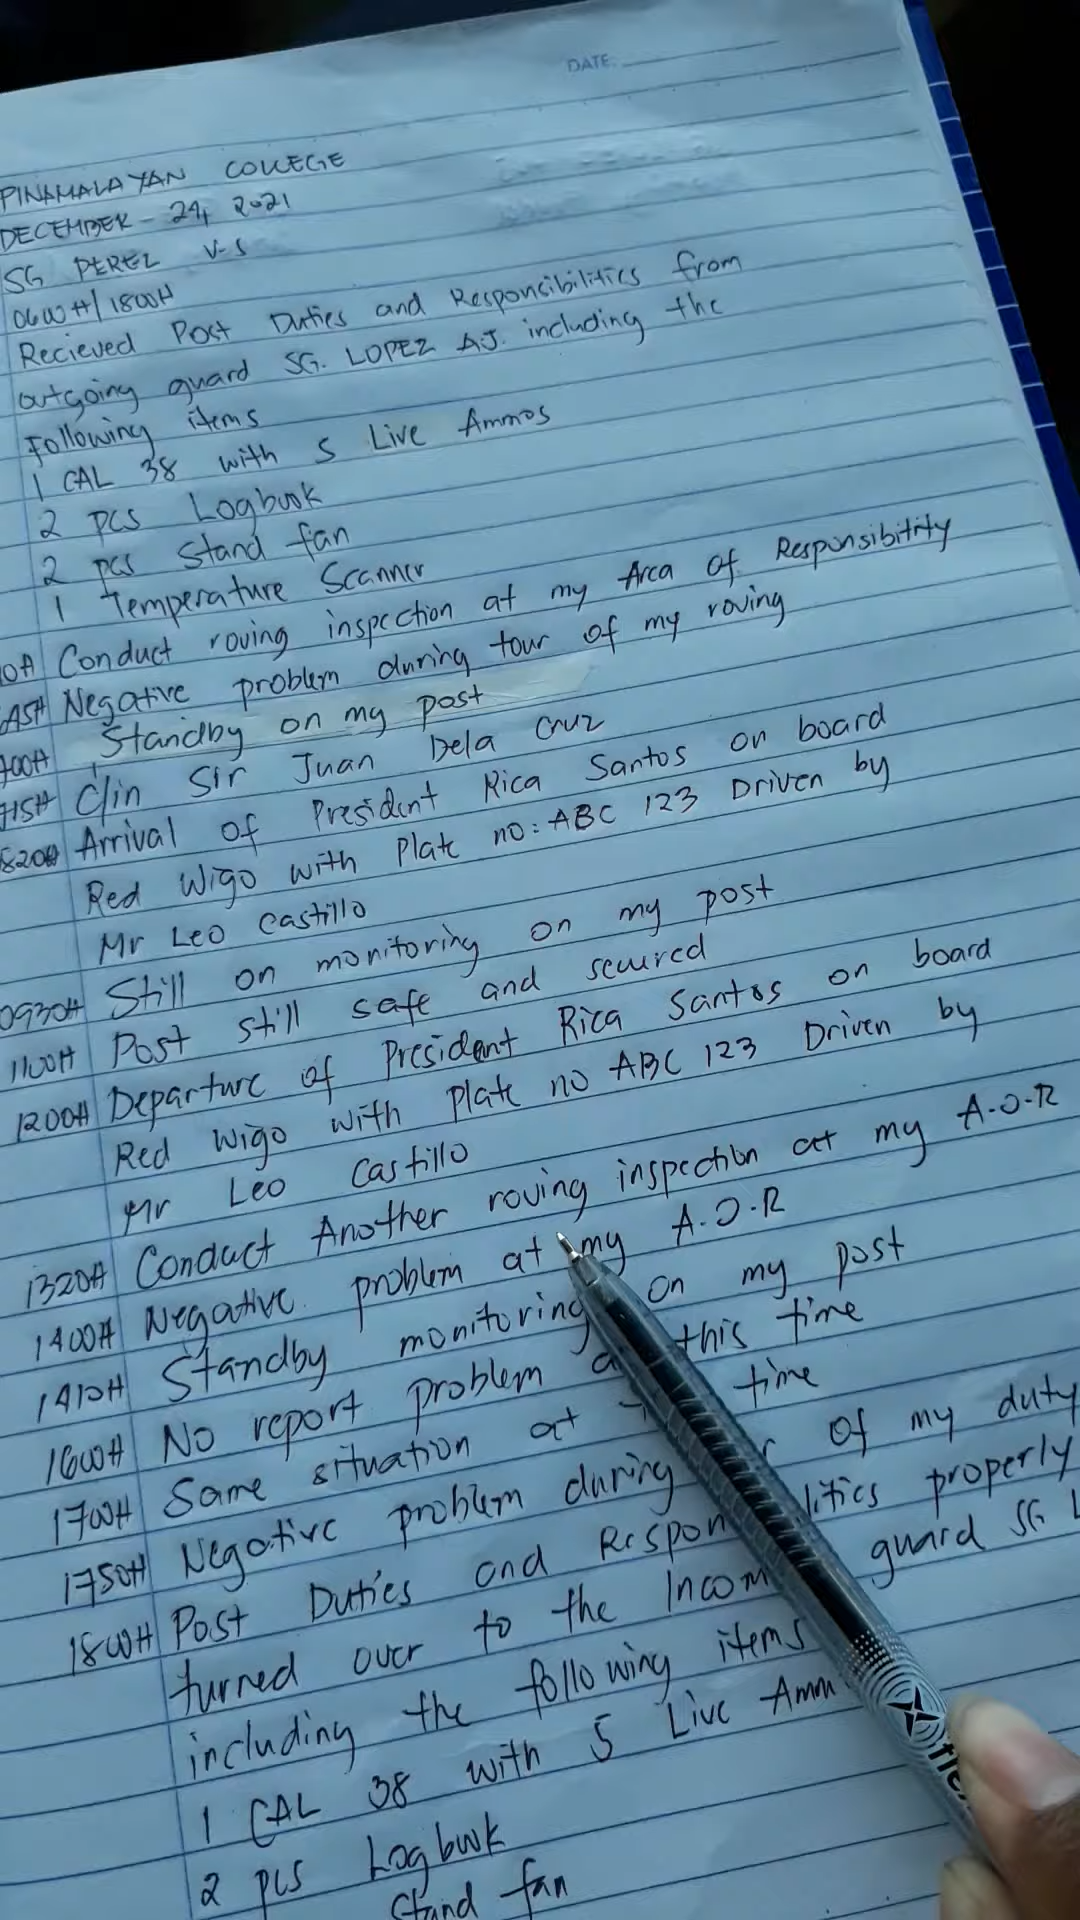 DATE:
PINAMALAYAN COLLEGE
DECEMBER - 24, 2021
SG PEREZ V-S
0600H/1800H
Recieved Post Duties and Responsibilities from
outgoing guard SG. LOPEZ AJ. including the
Following items
1 CAL 38 with 5 Live Ammos
2 pcs Logbook
2 pcs Stand fan
1 Temperature Scanner
Conduct roving inspection at my Area of Responsibility
45H Negative problem during tour of my roving
700H Standby on my post
715H C/in Sir Juan Dela Cruz
820H Arrival of President Rica Santos on board
Red Wigo with Plate no: ABC 123 Driven by
Mr Leo Castillo
0930H Still on monitoring on my post
1100H Post still safe and secured
1200H Departure of President Rica Santos on board
Red Wigo with Plate no ABC 123 Driven by
Mr Leo Castillo
1320H Conduct Another roving inspection at my A.O.R
1400H Negative problem at my A.O.R
1410H Standby monitoring on my post
1600H No report problem this time
1700H Same situation at time
1750H Negative problem during of my duty
1800H Post Duties and Respon lities properly
turned over to the Incom guard SG L
including the following items
1 CAL 38 with 5 Live Amm
2 pcs Logbook
Stand fan